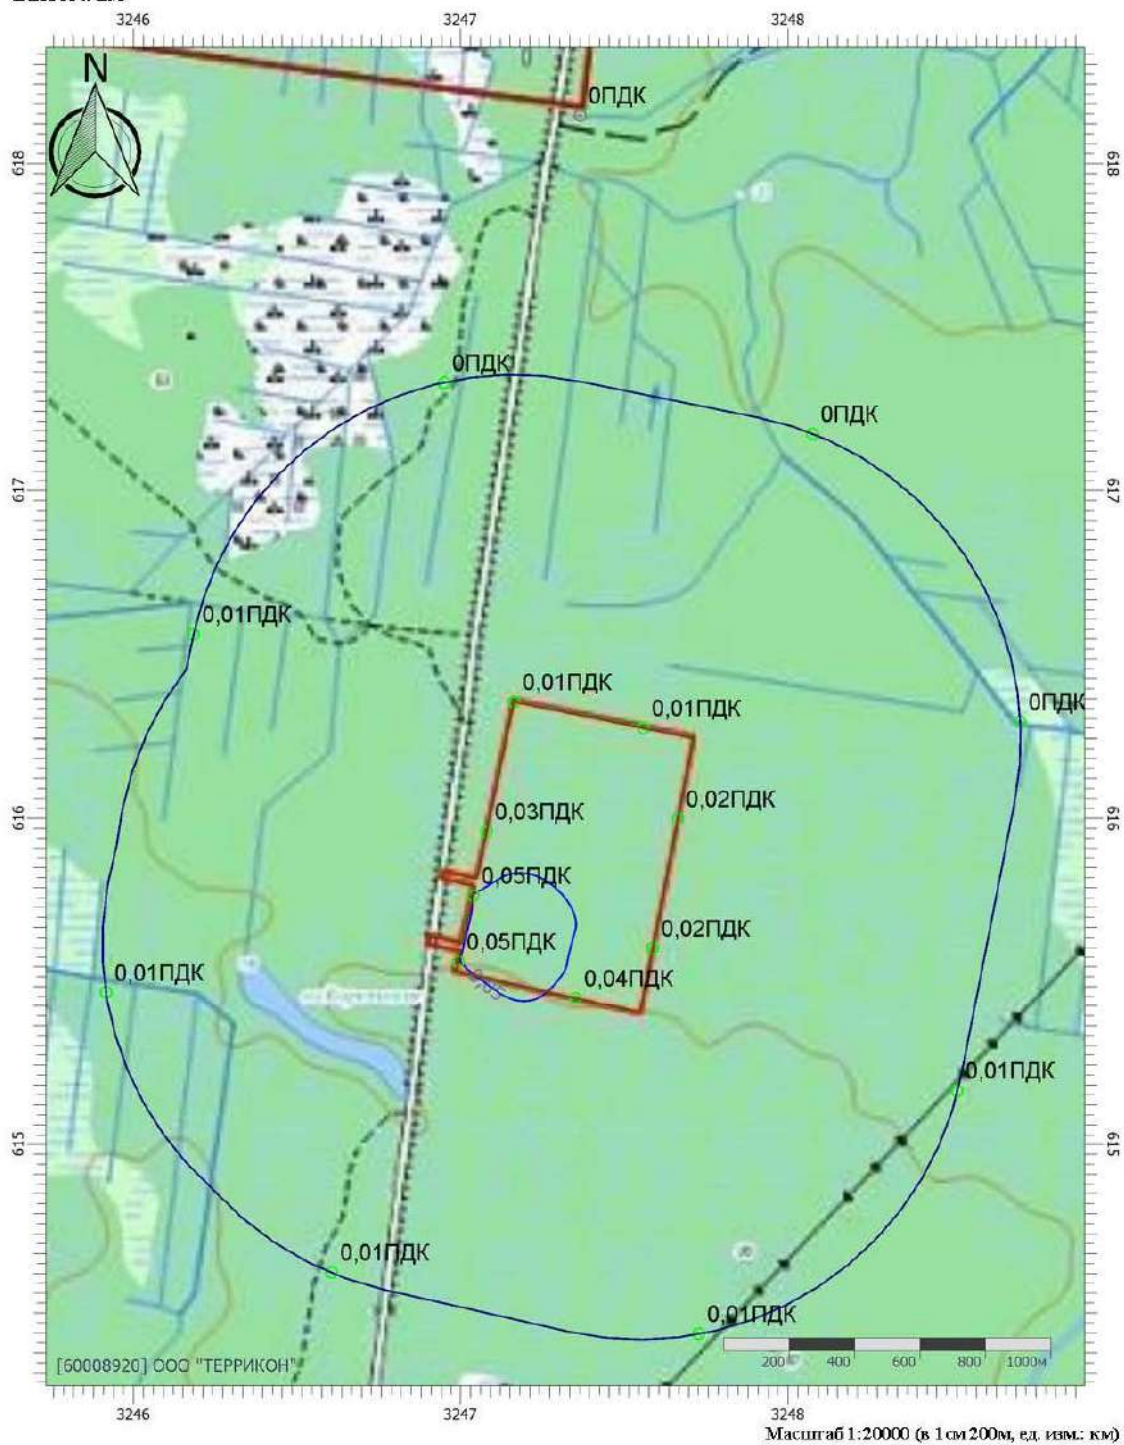 3246 3247 3248
N
0ПДК
618 618
0ПДК
0ПДК
617 617
0,01ПДК
0,01ПДК
0,01ПДК
0ПДК
0,02ПДК
0,03ПДК
616 616
0,05ПДК
0,05ПДК
0,02ПДК
0,01ПДК
0,04ПДК
0,01ПДК
615 615
0,01ПДК
0,01ПДК
200 400 600 800 1000м
[60008920] ООО "ТЕРРИКОН"
3246 3247 3248
Масштаб 1:20000 (в 1см 200м, ед. изм.: км)